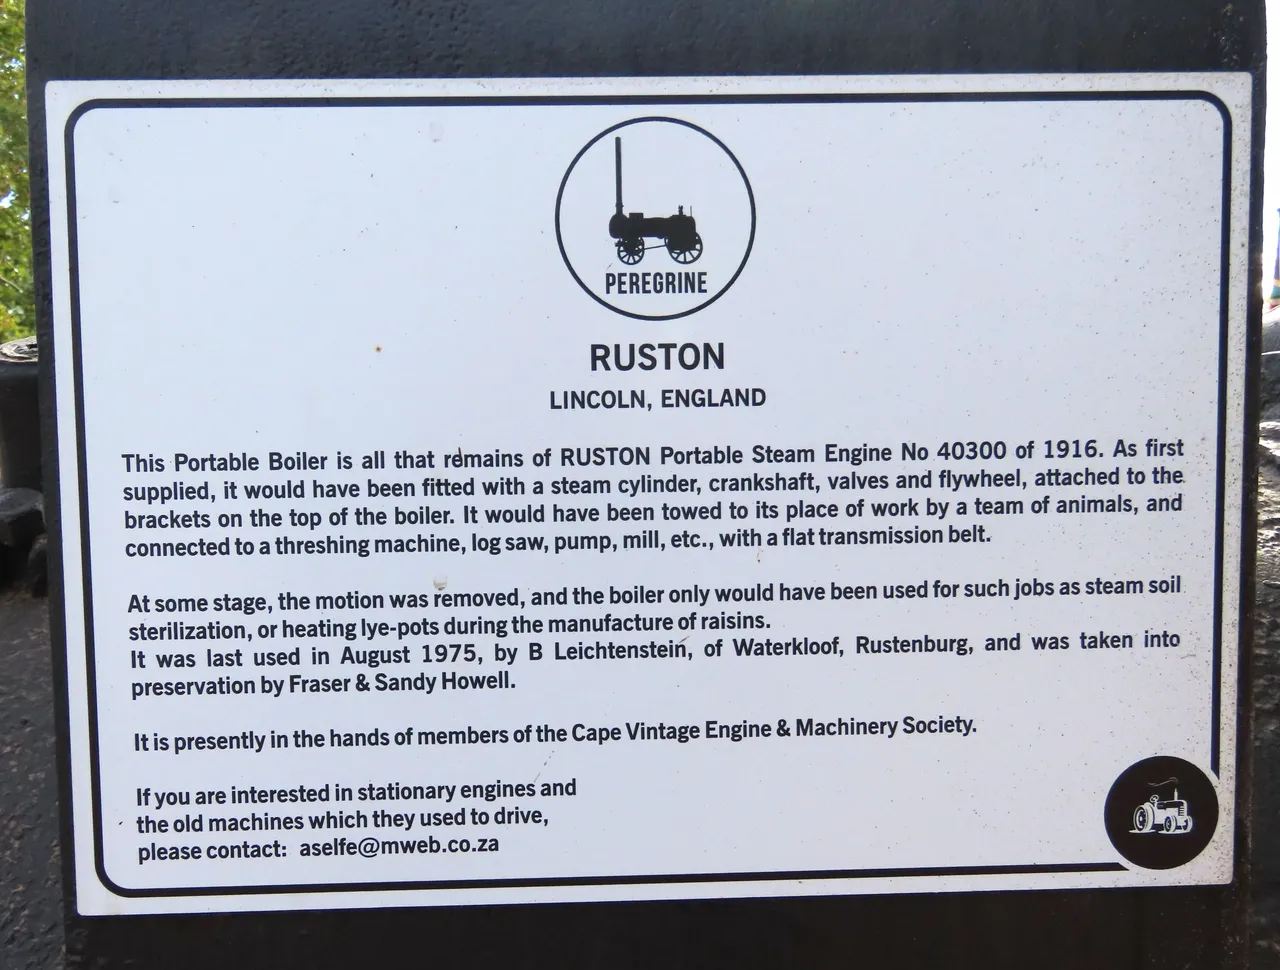 PEREGRINE
RUSTON
LINCOLN, ENGLAND
This Portable Boiler is all that remains of RUSTON Portable Steam Engine No 40300 of 1916. As first
supplied, it would have been fitted with a steam cylinder, crankshaft, valves and flywheel, attached to the
brackets on the top of the boiler. It would have been towed to its place of work by a team of animals, and
connected to a threshing machine, log saw, pump, mill, etc., with a flat transmission belt.
At some stage, the motion was removed, and the boiler only would have been used for such jobs as steam soil
sterilization, or heating lye-pots during the manufacture of raisins.
It was last used in August 1975, by B Leichtenstein, of Waterkloof, Rustenburg, and was taken into
preservation by Fraser & Sandy Howell.
It is presently in the hands of members of the Cape Vintage Engine & Machinery Society.
If you are interested in stationary engines and
the old machines which they used to drive,
please contact: aselfe@mweb.co.za